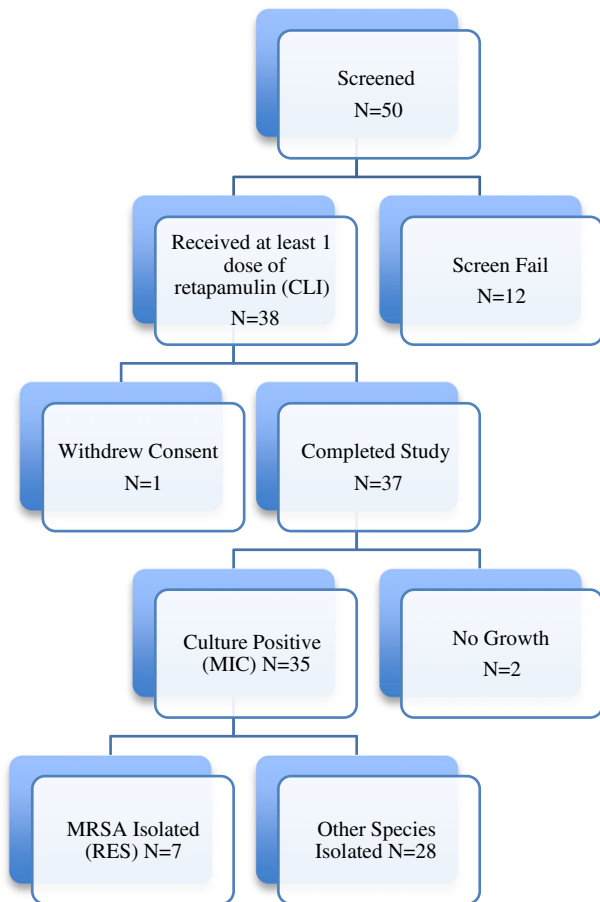 Screened
N=50
Received at least 1
dose of
retapamulin (CLI)
N=38
Screen Fail
N=12
Withdrew Consent
N=1
Completed Study
N=37
Culture Positive
(MIC) N=35
No Growth
N=2
MRSA Isolated
(RES) N=7
Other Species
Isolated N=28